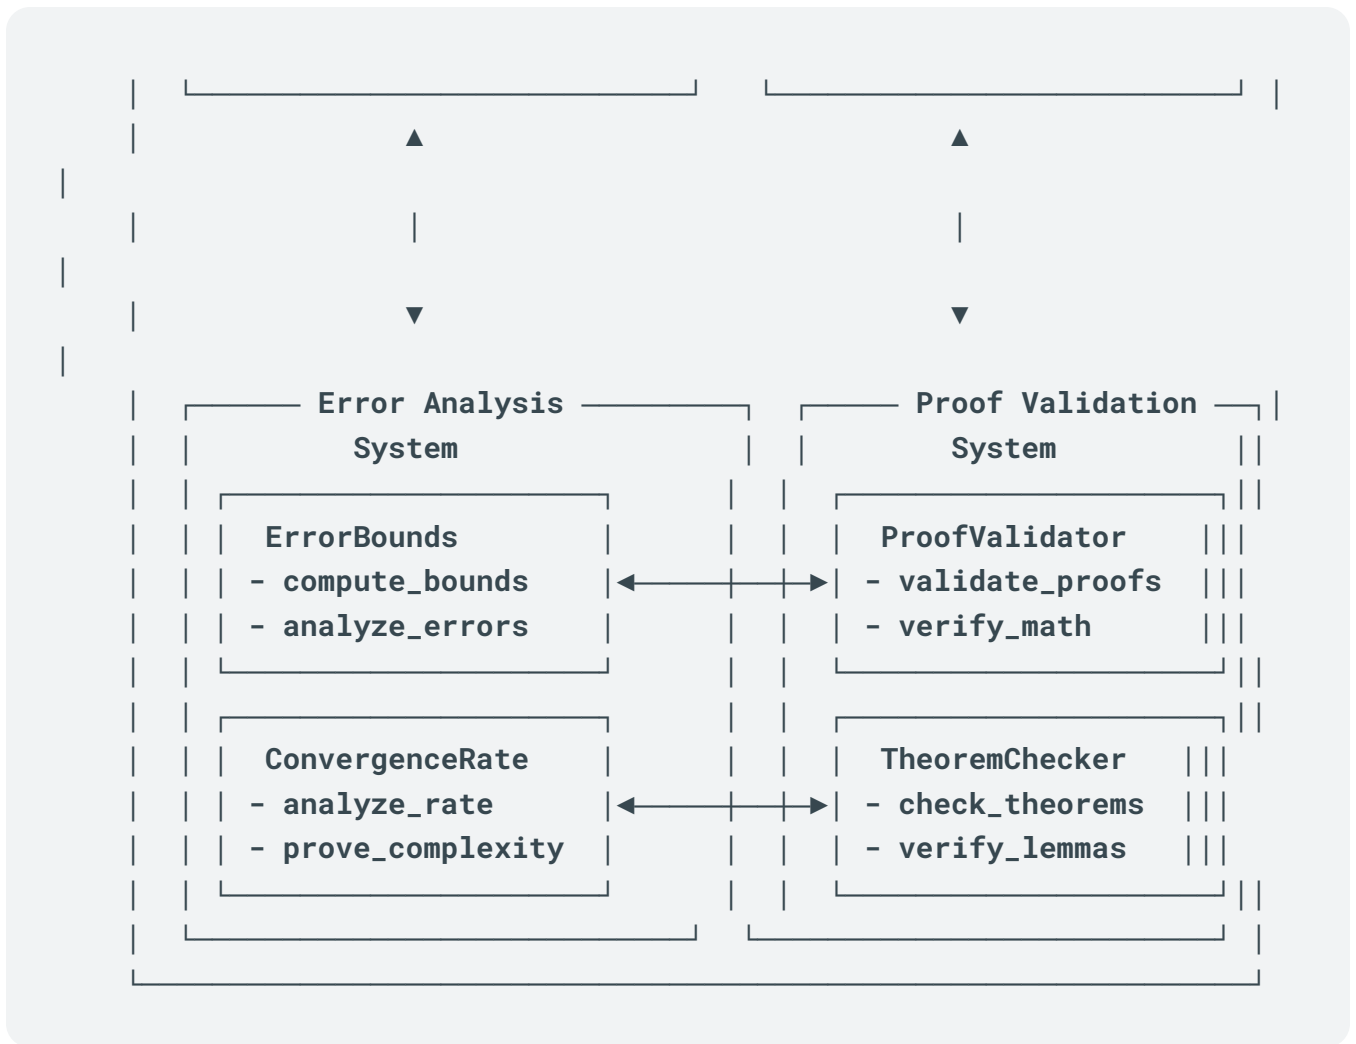 Error Analysis Proof Validation
System System
ErrorBounds ProofValidator
- compute_bounds - validate_proofs
- analyze_errors - verify_math
ConvergenceRate TheoremChecker
- analyze_rate - check_theorems
- prove_complexity - verify_lemmas